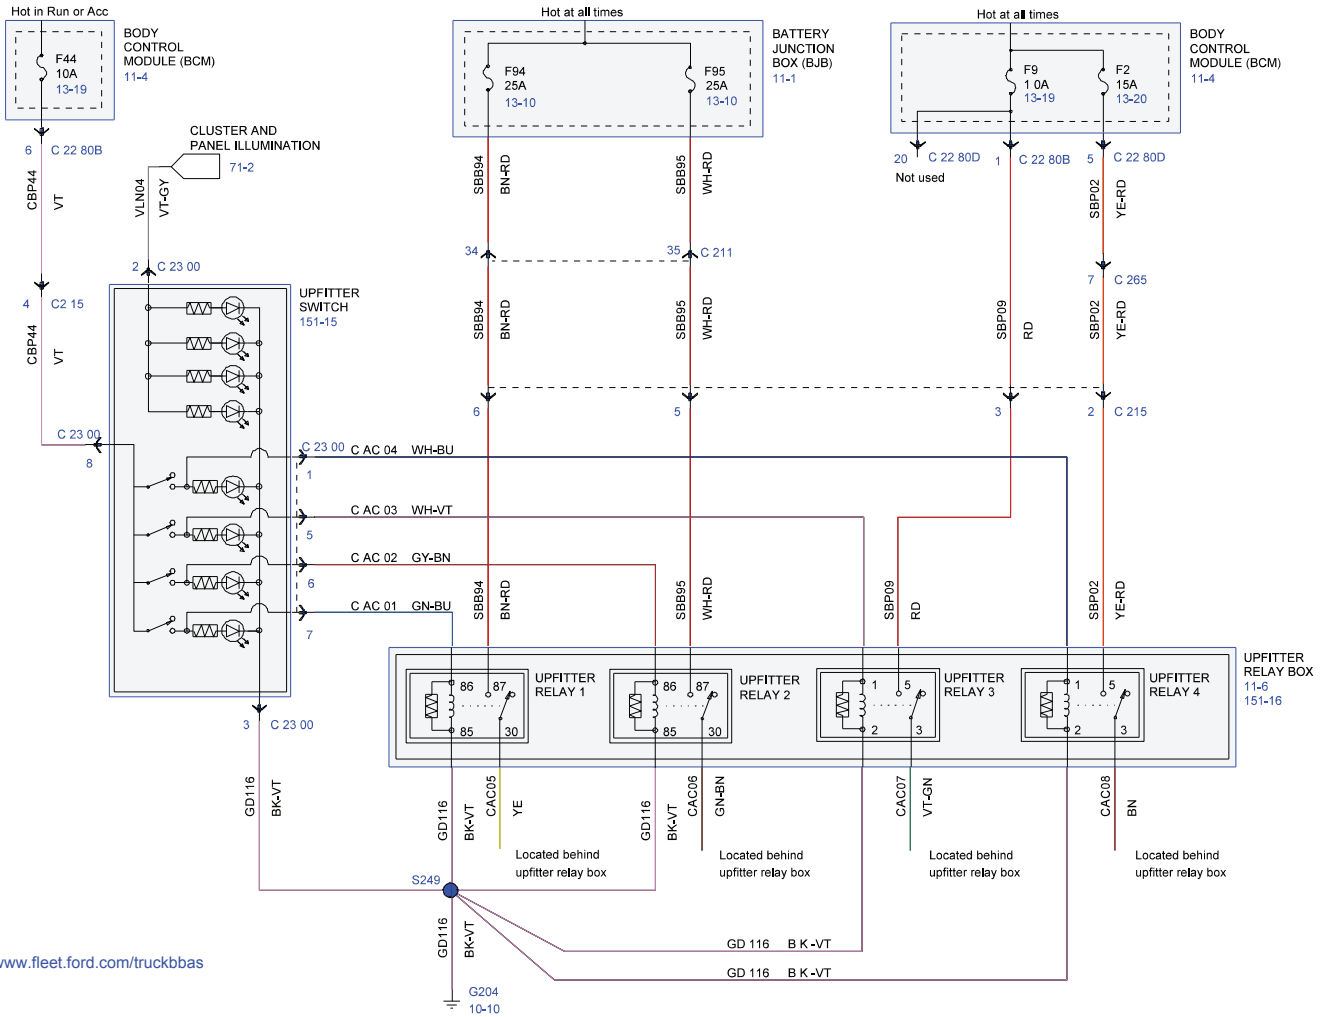 Hot in Run or Acc
Hot at all times
Hot at all times
BODY
CONTROL
MODULE (BCM)
11-4
F44
10A
13-19
BATTERY
JUNCTION
BOX (BJB)
11-1
F94
25A
13-10
F95
25A
13-10
BODY
CONTROL
MODULE (BCM)
11-4
F9
1 0A
13-19
F2
15A
13-20
6
C 22 80B
CLUSTER AND
PANEL ILLUMINATION
71-2
20
C 22 80D
Not used
1
C 22 80B
5
C 22 80D
CBP44
VT
VLN04
VT-GY
SBB94
BN-RD
SBB95
WH-RD
SBP02
YE-RD
34
35
C 211
2
C 23 00
7
C 265
4
C2 15
UPFITTER
SWITCH
151-15
CBP44
VT
SBB94
BN-RD
SBB95
WH-RD
SBP09
RD
SBP02
YE-RD
6
5
3
2
C 215
C 23 00
8
C 23 00
1
C AC 04
WH-BU
5
C AC 03
WH-VT
6
C AC 02
GY-BN
7
C AC 01
GN-BU
SBB94
BN-RD
SBB95
WH-RD
SBP09
RD
SBP02
YE-RD
UPFITTER
RELAY BOX
11-6
151-16
86
87
85
30
UPFITTER
RELAY 1
86
87
85
30
UPFITTER
RELAY 2
1
5
2
3
UPFITTER
RELAY 3
1
5
2
3
UPFITTER
RELAY 4
3
C 23 00
GD116
BK-VT
GD116
BK-VT
CAC05
YE
GD116
BK-VT
CAC06
GN-BN
CAC07
VT-GN
CAC08
BN
Located behind
upfitter relay box
Located behind
upfitter relay box
Located behind
upfitter relay box
Located behind
upfitter relay box
S249
GD116
BK-VT
GD 116
B K -VT
GD 116
B K -VT
www.fleet.ford.com/truckbbas
G204
10-10